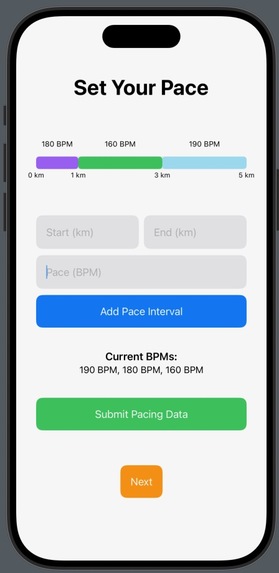 Set Your Pace
180 BPM 160 BPM 190 BPM
0 km 1 km 3 km 5 km
Start (km) End (km)
Pace (BPM)
Add Pace Interval
Current BPMs:
190 BPM, 180 BPM, 160 BPM
Submit Pacing Data
Next